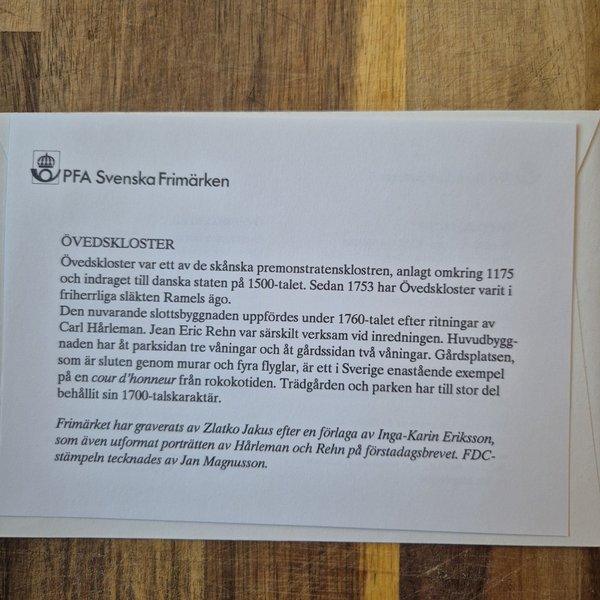 PFA Svenska Frimärken
ÖVEDSKLOSTER
Övedskloster var ett av de skånska premonstratensklostren, anlagt omkring 1175
och indraget till danska staten på 1500-talet. Sedan 1753 har Övedskloster varit i
friherrliga släkten Ramels ägo.
Den nuvarande slottsbyggnaden uppfördes under 1760-talet efter ritningar av
Carl Hårleman. Jean Eric Rehn var särskilt verksam vid inredningen. Huvudbygg-
naden har åt parksidan tre våningar och åt gårdssidan två våningar. Gårdsplatsen,
som är sluten genom murar och fyra flyglar, är ett i Sverige enastående exempel
på en cour d'honneur från rokokotiden. Trädgården och parken har till stor del
behållit sin 1700-talskaraktär.
Frimärket har graverats av Zlatko Jakus efter en förlaga av Inga-Karin Eriksson,
som även utformat porträtten av Hårleman och Rehn på förstadagsbrevet. FDC-
stämpeln tecknades av Jan Magnusson.